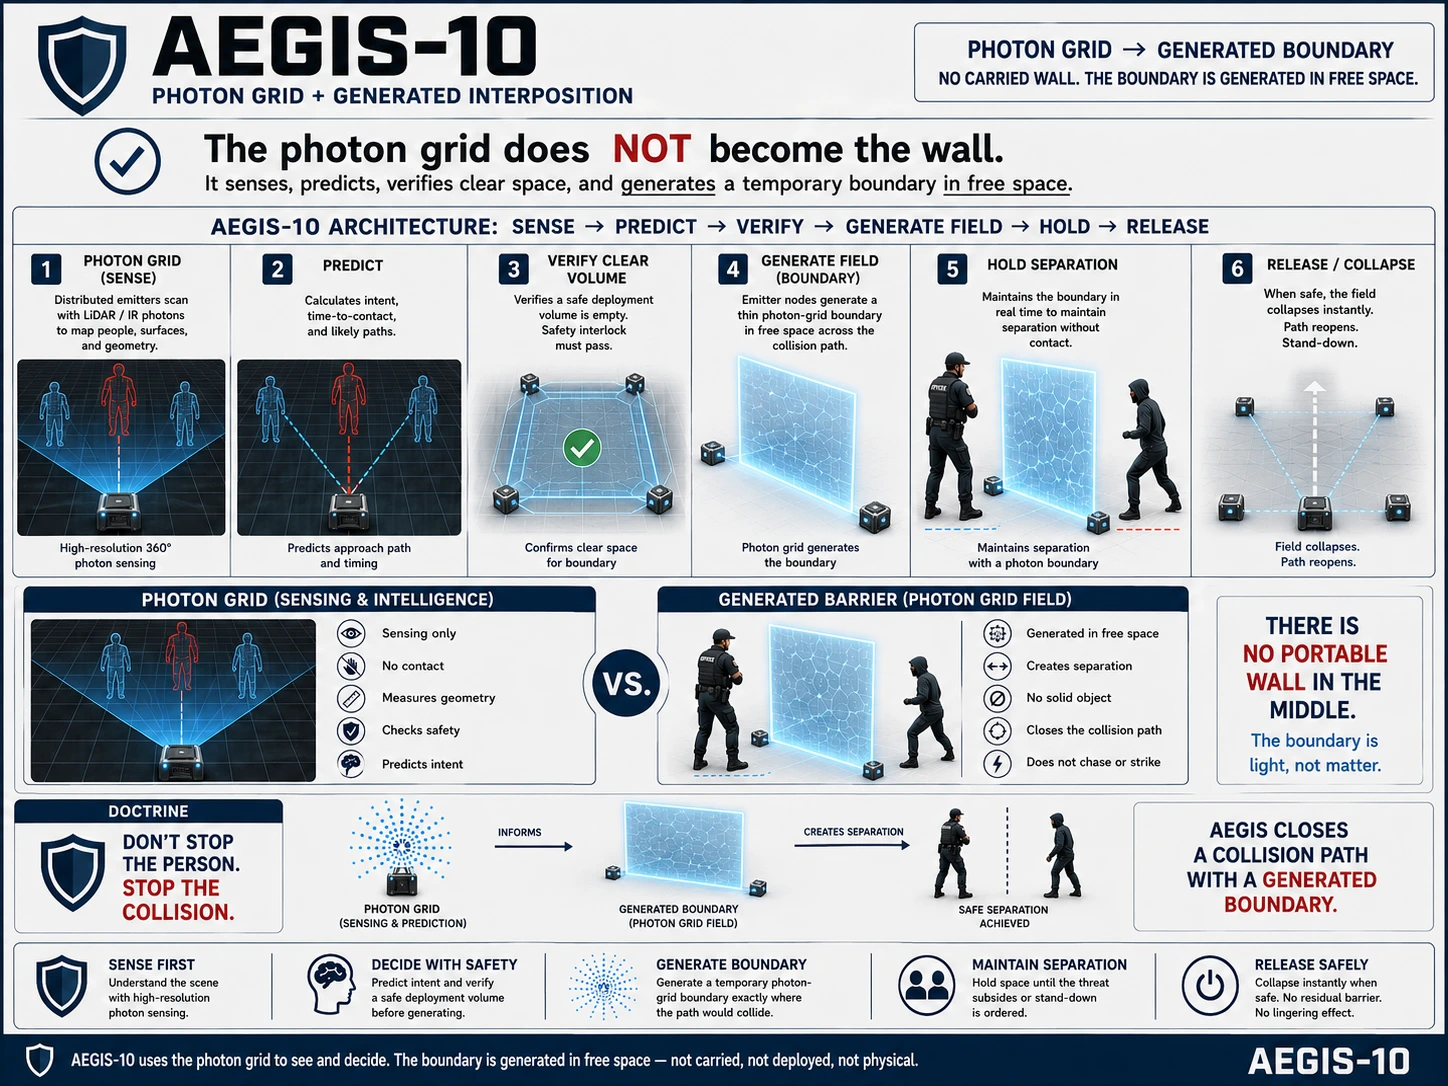 AEGIS-10
PHOTON GRID + GENERATED INTERPOSITION
PHOTON GRID → GENERATED BOUNDARY
NO CARRIED WALL. THE BOUNDARY IS GENERATED IN FREE SPACE.
The photon grid does NOT become the wall.
It senses, predicts, verifies clear space, and generates a temporary boundary in free space.
AEGIS-10 ARCHITECTURE: SENSE → PREDICT → VERIFY → GENERATE FIELD → HOLD → RELEASE
1
PHOTON GRID
(SENSE)
Distributed emitters scan
with LiDAR / IR photons
to map people, surfaces,
and geometry.
High-resolution 360°
photon sensing
2
PREDICT
Calculates intent,
time-to-contact,
and likely paths.
Predicts approach path
and timing
3
VERIFY CLEAR
VOLUME
Verifies a safe deployment
volume is empty.
Safety interlock
must pass.
Confirms clear space
for boundary
4
GENERATE FIELD
(BOUNDARY)
Emitter nodes generate a
thin photon-grid boundary
in free space across the
collision path.
Photon grid generates
the boundary
5
HOLD SEPARATION
Maintains the boundary in
real time to maintain
separation without
contact.
Maintains separation
with a photon boundary
6
RELEASE / COLLAPSE
When safe, the field
collapses instantly.
Path reopens.
Stand-down.
Field collapses.
Path reopens.
PHOTON GRID (SENSING & INTELLIGENCE)
Sensing only
No contact
Measures geometry
Checks safety
Predicts intent
VS.
GENERATED BARRIER (PHOTON GRID FIELD)
Generated in free space
Creates separation
No solid object
Closes the collision path
Does not chase or strike
THERE IS
NO PORTABLE
WALL IN THE
MIDDLE.
The boundary is
light, not matter.
DOCTRINE
DON'T STOP
THE PERSON.
STOP THE
COLLISION.
PHOTON GRID
(SENSING & PREDICTION)
INFORMS
GENERATED BOUNDARY
(PHOTON GRID FIELD)
CREATES SEPARATION
SAFE SEPARATION
ACHIEVED
AEGIS CLOSES
A COLLISION PATH
WITH A GENERATED
BOUNDARY.
SENSE FIRST
Understand the scene
with high-resolution
photon sensing.
DECIDE WITH SAFETY
Predict intent and verify
a safe deployment volume
before generating.
GENERATE BOUNDARY
Generate a temporary photon-
grid boundary exactly where
the path would collide.
MAINTAIN SEPARATION
Hold space until the threat
subsides or stand-down
is ordered.
RELEASE SAFELY
Collapse instantly when
safe. No residual barrier.
No lingering effect.
AEGIS-10 uses the photon grid to see and decide. The boundary is generated in free space — not carried, not deployed, not physical.
AEGIS-10